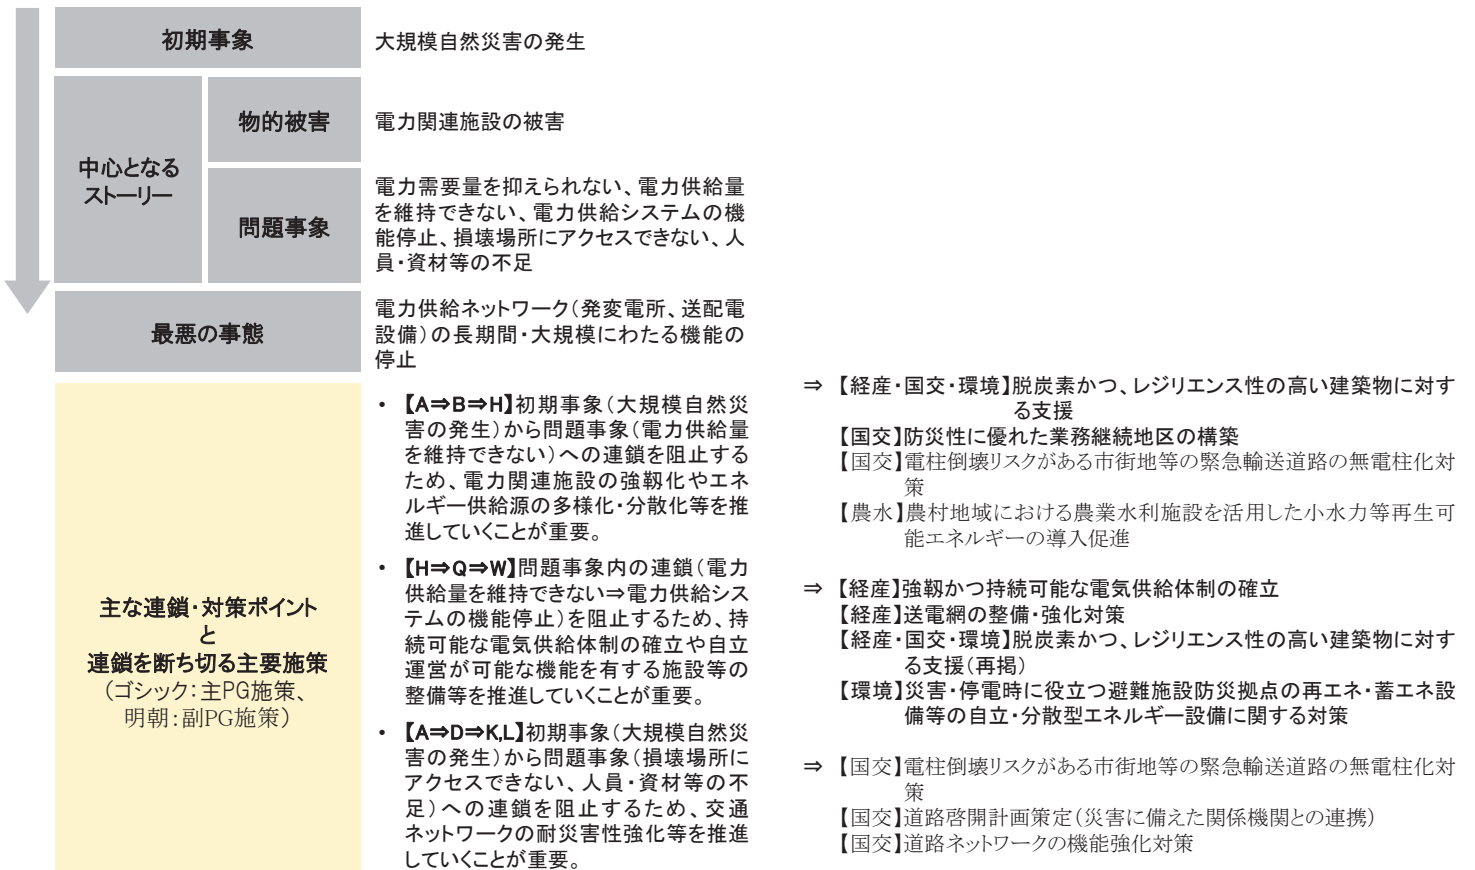 初期事象
大規模自然災害の発生
中心となる
ストーリー
物的被害
電力関連施設の被害
問題事象
電力需要量を抑えられない、電力供給量
を維持できない、電力供給システムの機
能停止、損壊場所にアクセスできない、人
員・資材等の不足
最悪の事態
電力供給ネットワーク（発変電所、送配電
設備）の長期間・大規模にわたる機能の
停止
主な連鎖・対策ポイント
と
連鎖を断ち切る主要施策
（ゴシック：主PG施策、
明朝：副PG施策）
・【A⇒B⇒H】初期事象（大規模自然災
害の発生）から問題事象（電力供給量
を維持できない）への連鎖を阻止する
ため、電力関連施設の強靱化やエネ
ルギー供給源の多様化・分散化等を推
進していくことが重要。
⇒【経産・国交・環境】脱炭素かつ、レジリエンス性の高い建築物に対す
る支援
【国交】防災性に優れた業務継続地区の構築
【国交】電柱倒壊リスクがある市街地等の緊急輸送道路の無電柱化対
策
【農水】農村地域における農業水利施設を活用した小水力等再生可
能エネルギーの導入促進
・【H⇒Q⇒W】問題事象内の連鎖（電力
供給量を維持できない⇒電力供給シス
テムの機能停止）を阻止するため、持
続可能な電気供給体制の確立や自立
運営が可能な機能を有する施設等の
整備等を推進していくことが重要。
⇒【経産】強靱かつ持続可能な電気供給体制の確立
【経産】送電網の整備・強化対策
【経産・国交・環境】脱炭素かつ、レジリエンス性の高い建築物に対す
る支援（再掲）
【環境】災害・停電時に役立つ避難施設防災拠点の再エネ・蓄エネ設
備等の自立・分散型エネルギー設備に関する対策
・【A⇒D⇒K,L】初期事象（大規模自然災
害の発生）から問題事象（損壊場所に
アクセスできない、人員・資材等の不
足）への連鎖を阻止するため、交通
ネットワークの耐災害性強化等を推進
していくことが重要。
⇒【国交】電柱倒壊リスクがある市街地等の緊急輸送道路の無電柱化対
策
【国交】道路啓開計画策定（災害に備えた関係機関との連携）
【国交】道路ネットワークの機能強化対策